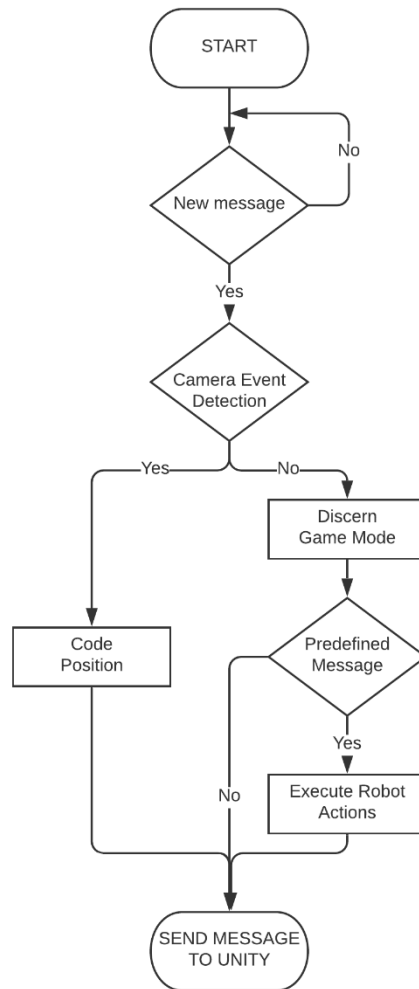 START
No
New message
Yes
Camera Event
Detection
Yes
No
Discern
Game Mode
Code
Position
Predefined
Message
Yes
No
Execute Robot
Actions
SEND MESSAGE
TO UNITY